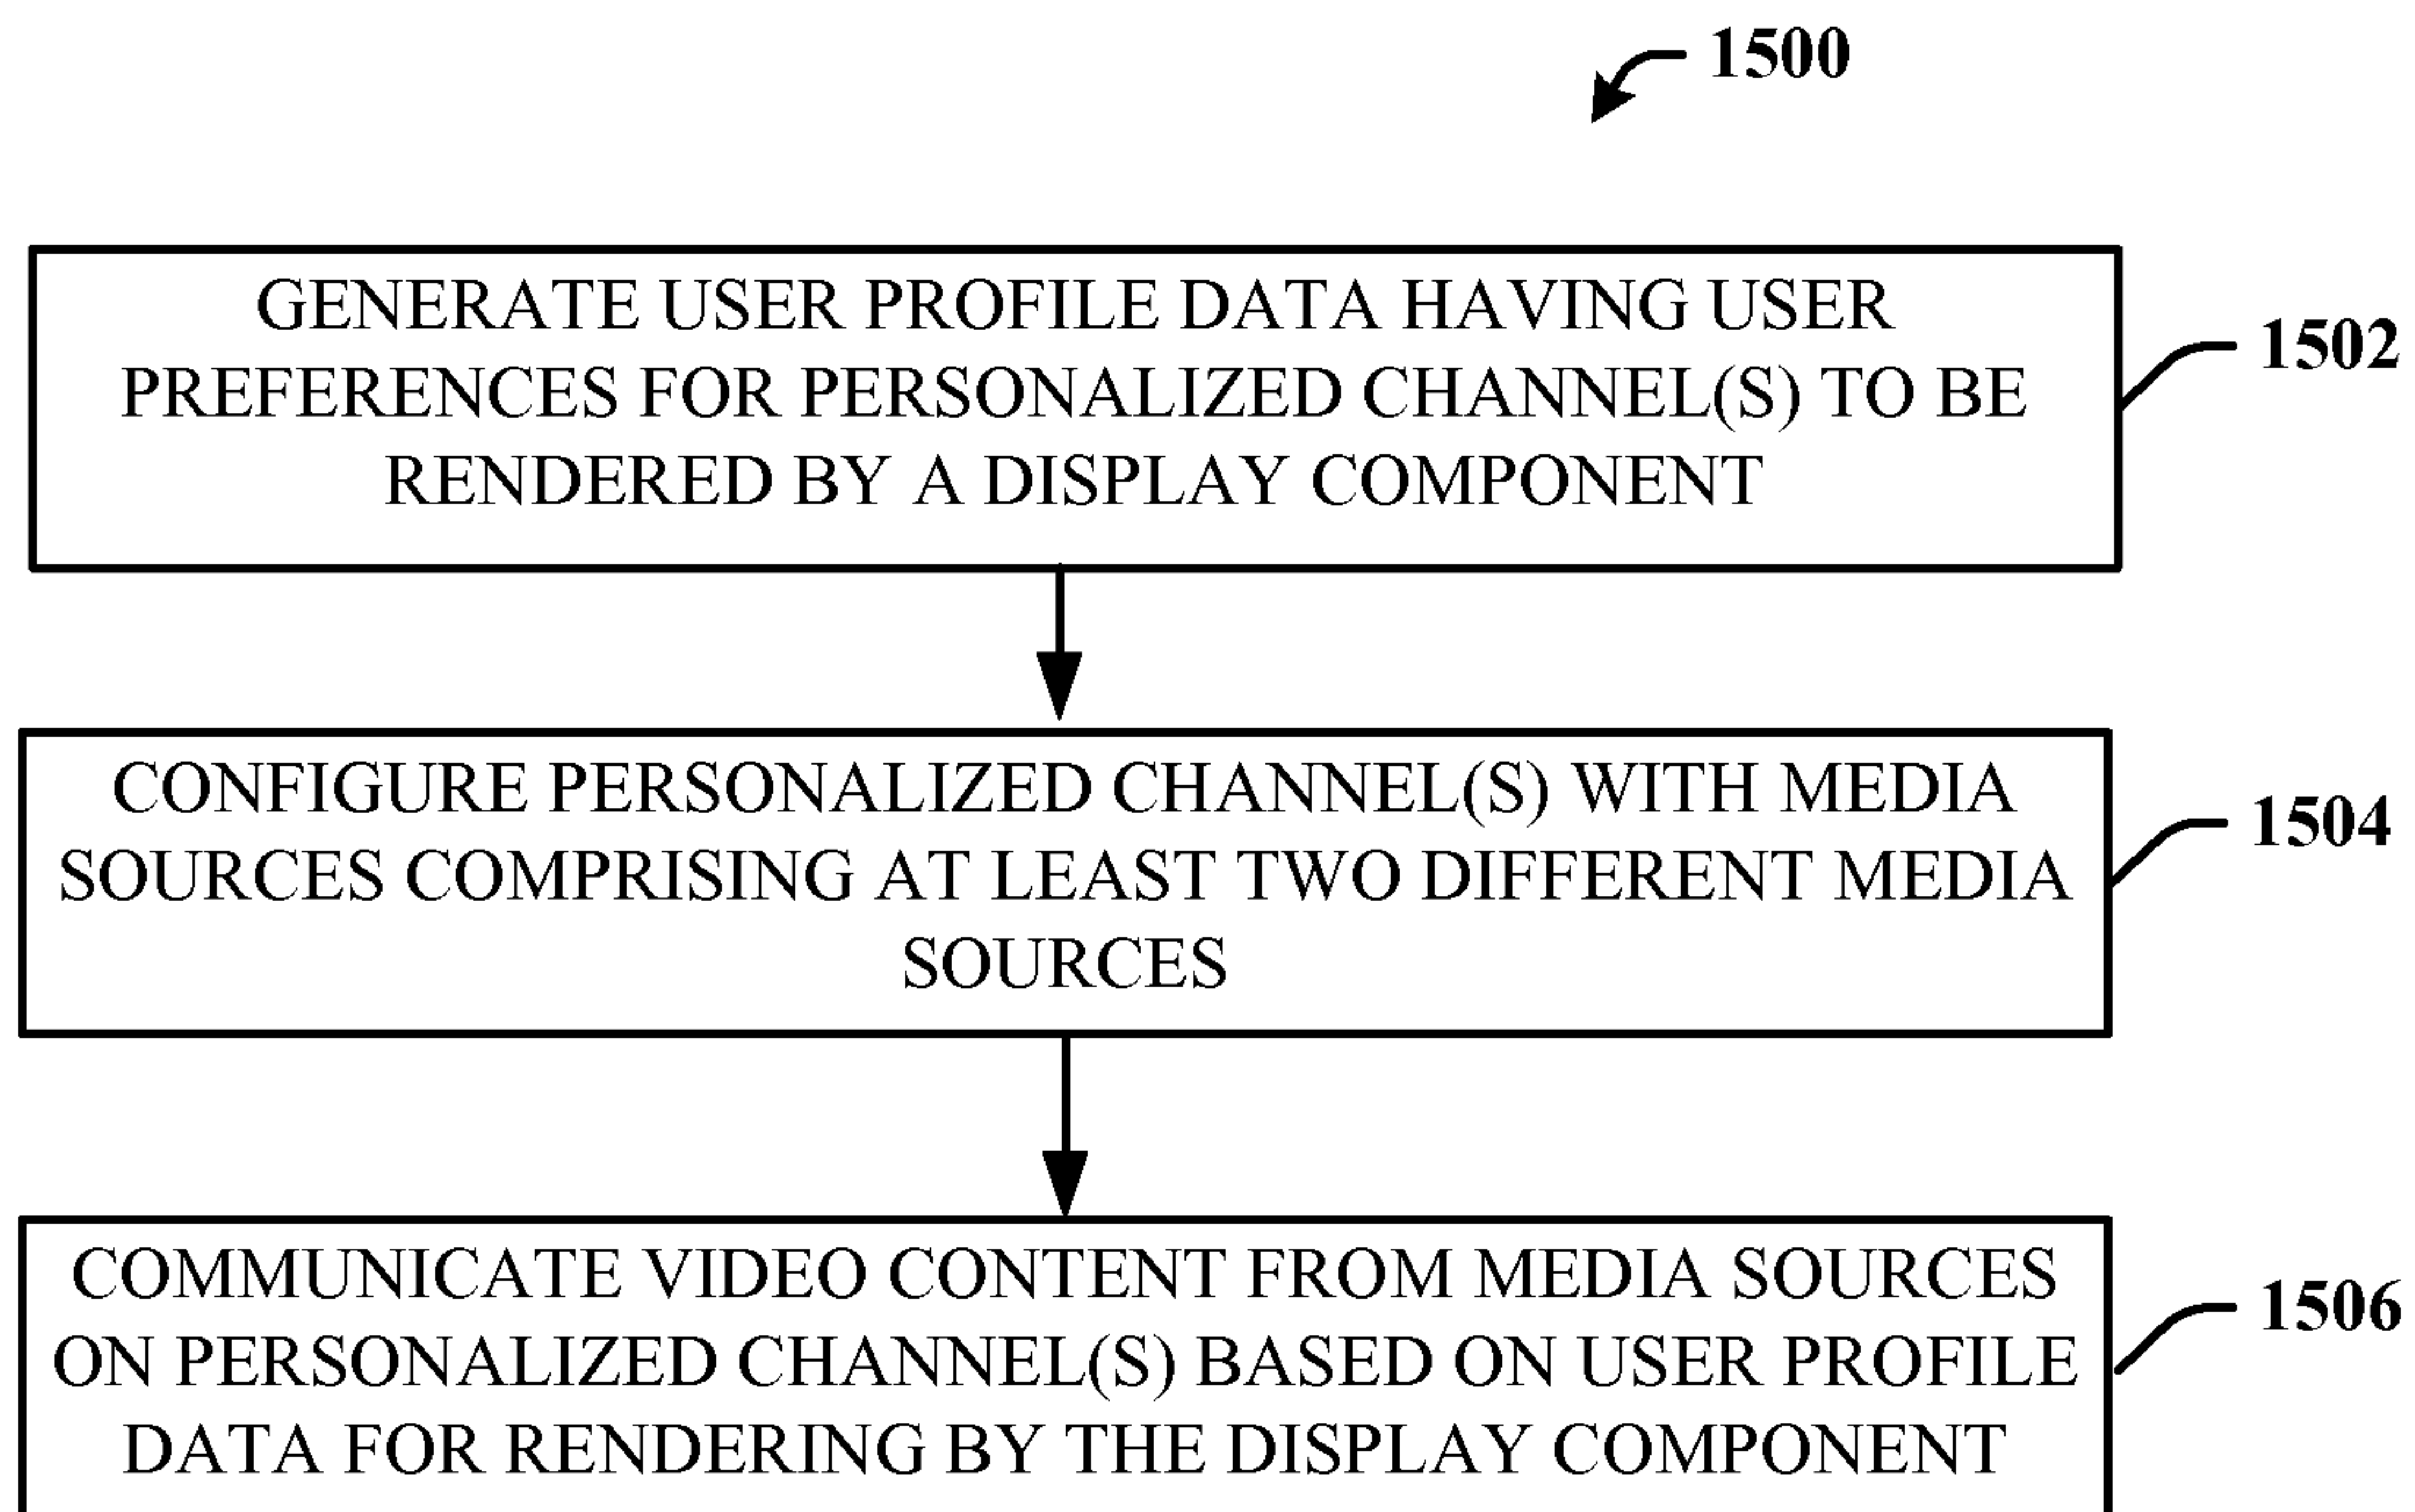 1500
GENERATE USER PROFILE DATA HAVING USER
PREFERENCES FOR PERSONALIZED CHANNEL(S) TO BE
RENDERED BY A DISPLAY COMPONENT
1502
CONFIGURE PERSONALIZED CHANNEL(S) WITH MEDIA
SOURCES COMPRISING AT LEAST TWO DIFFERENT MEDIA
SOURCES
1504
COMMUNICATE VIDEO CONTENT FROM MEDIA SOURCES
ON PERSONALIZED CHANNEL(S) BASED ON USER PROFILE
DATA FOR RENDERING BY THE DISPLAY COMPONENT
1506